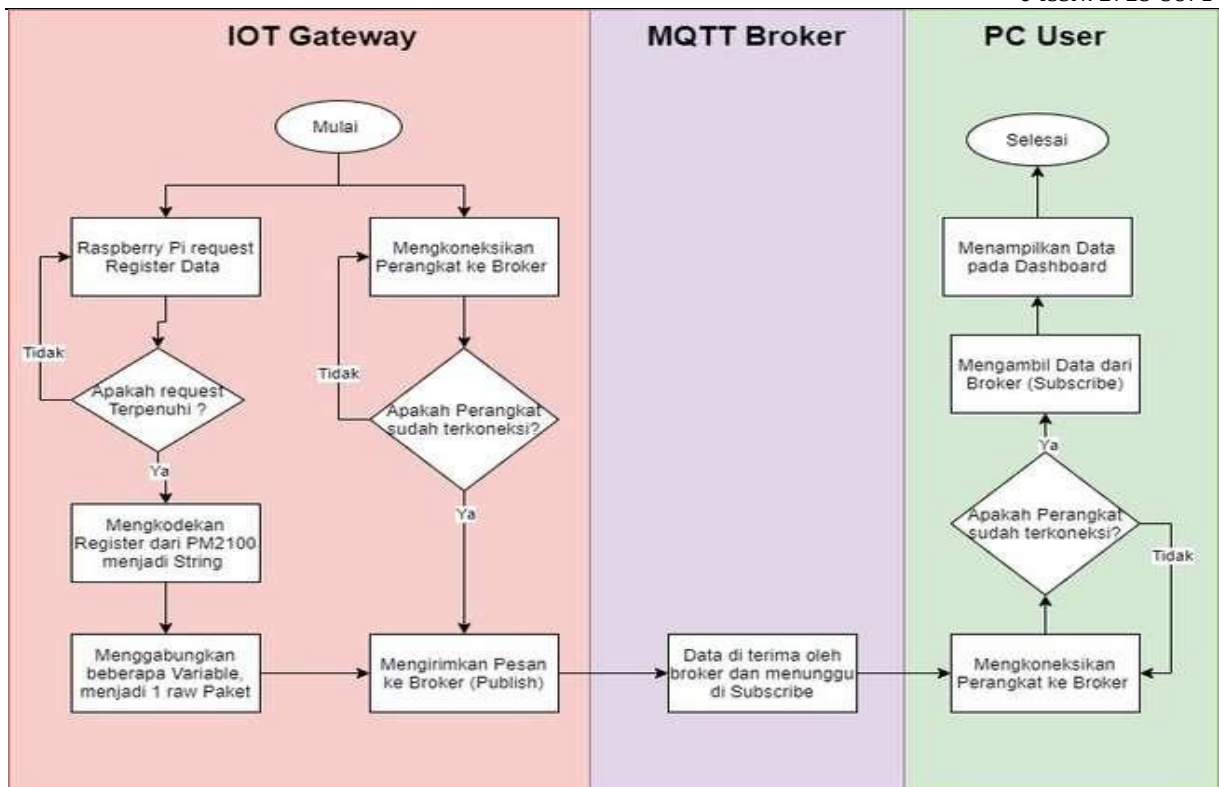 IOT Gateway
MQTT Broker
PC User
Mulai
Raspberry Pi request
Register Data
Tidak
Apakah request
Terpenuhi ?
Ya
Mengkodekan
Register dari PM2100
menjadi String
Menggabungkan
beberapa Variable,
menjadi 1 raw Paket
Mengkoneksikan
Perangkat ke Broker
Tidak
Apakah Perangkat
sudah terkoneksi?
Ya
Mengirimkan Pesan
ke Broker (Publish)
Data di terima oleh
broker dan menunggu
di Subscribe
Selesai
Menampilkan Data
pada Dashboard
Mengambil Data dari
Broker (Subscribe)
Ya
Apakah Perangkat
sudah terkoneksi?
Tidak
Mengkoneksikan
Perangkat ke Broker